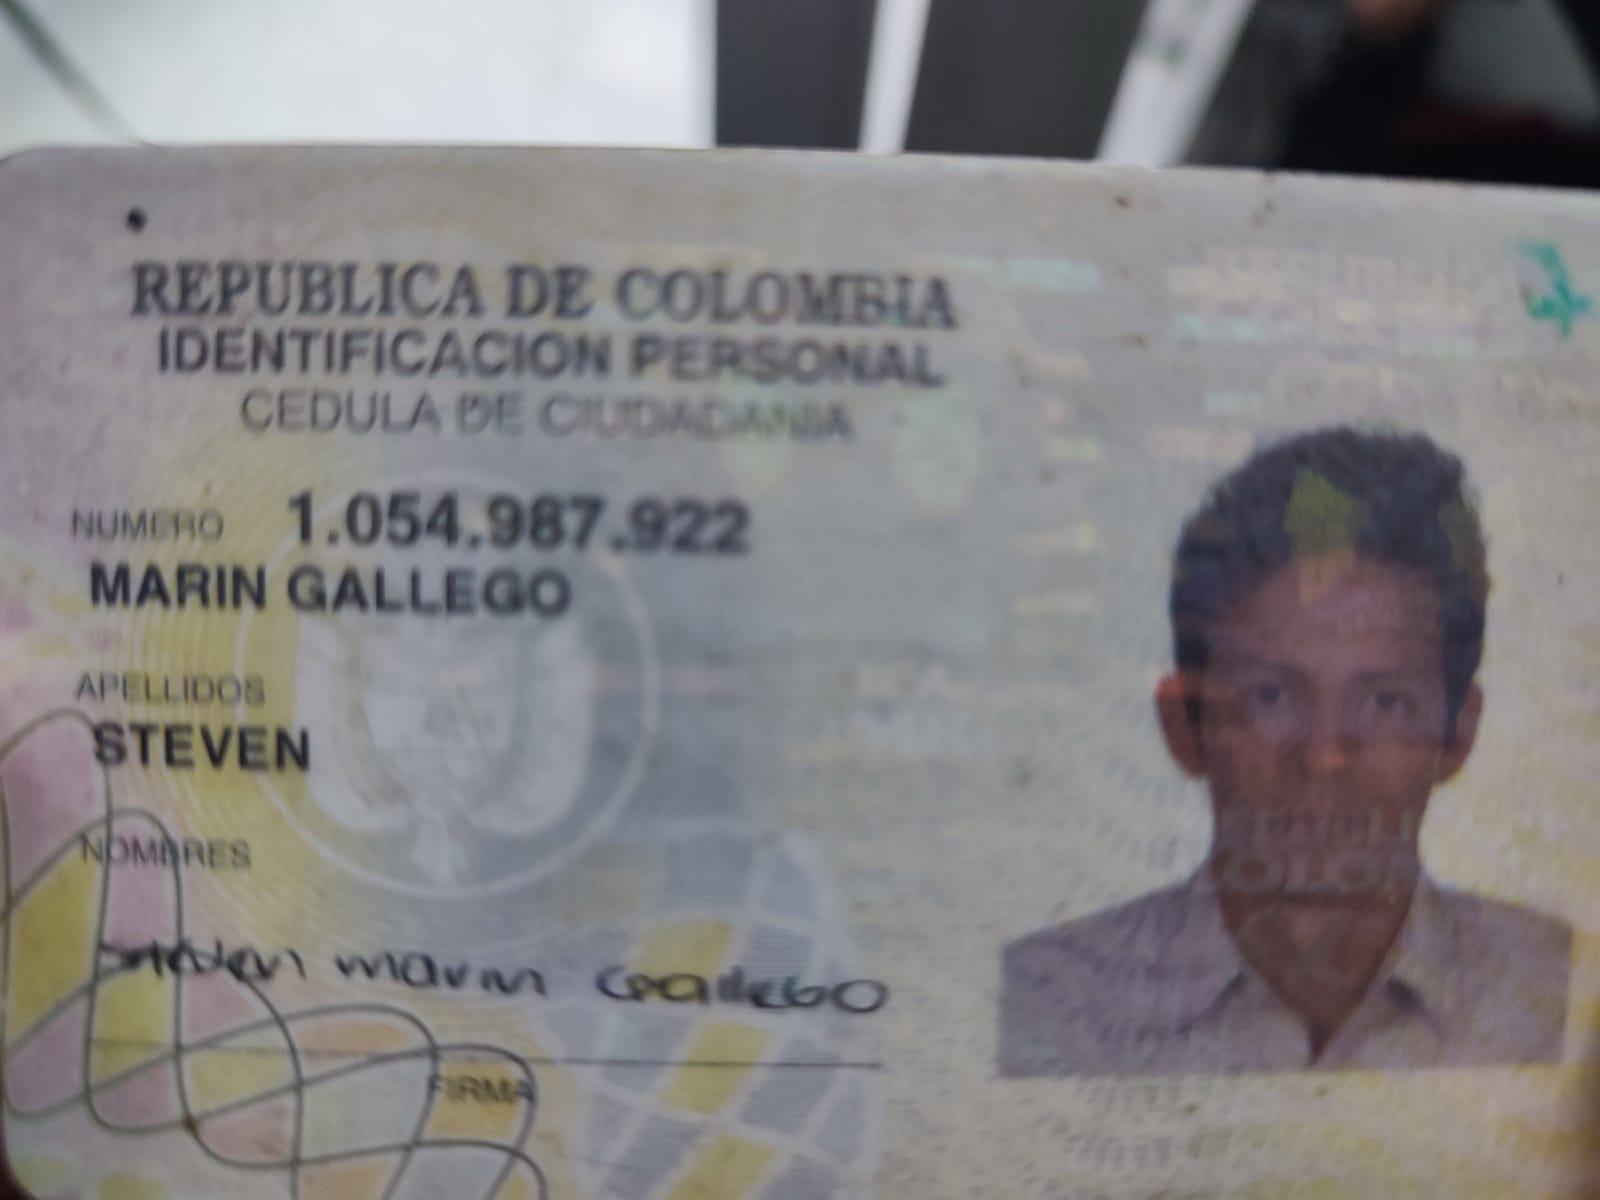 REPUBLICA DE COLOMBIA
IDENTIFICACION PERSONAL
CEDULA DE CIUDADANIA
NUMERO 1.054.987.922
MARIN GALLEGO
APELLIDOS
STEVEN
NOMBRES
Steven Marin Gallego
FIRMA